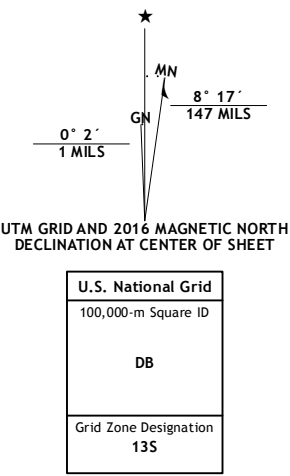 MN
GN
8° 17´
147 MILS
0° 2´
1 MILS
UTM GRID AND 2016 MAGNETIC NORTH
DECLINATION AT CENTER OF SHEET
U.S. National Grid
100,000-m Square ID
DB
Grid Zone Designation
13S